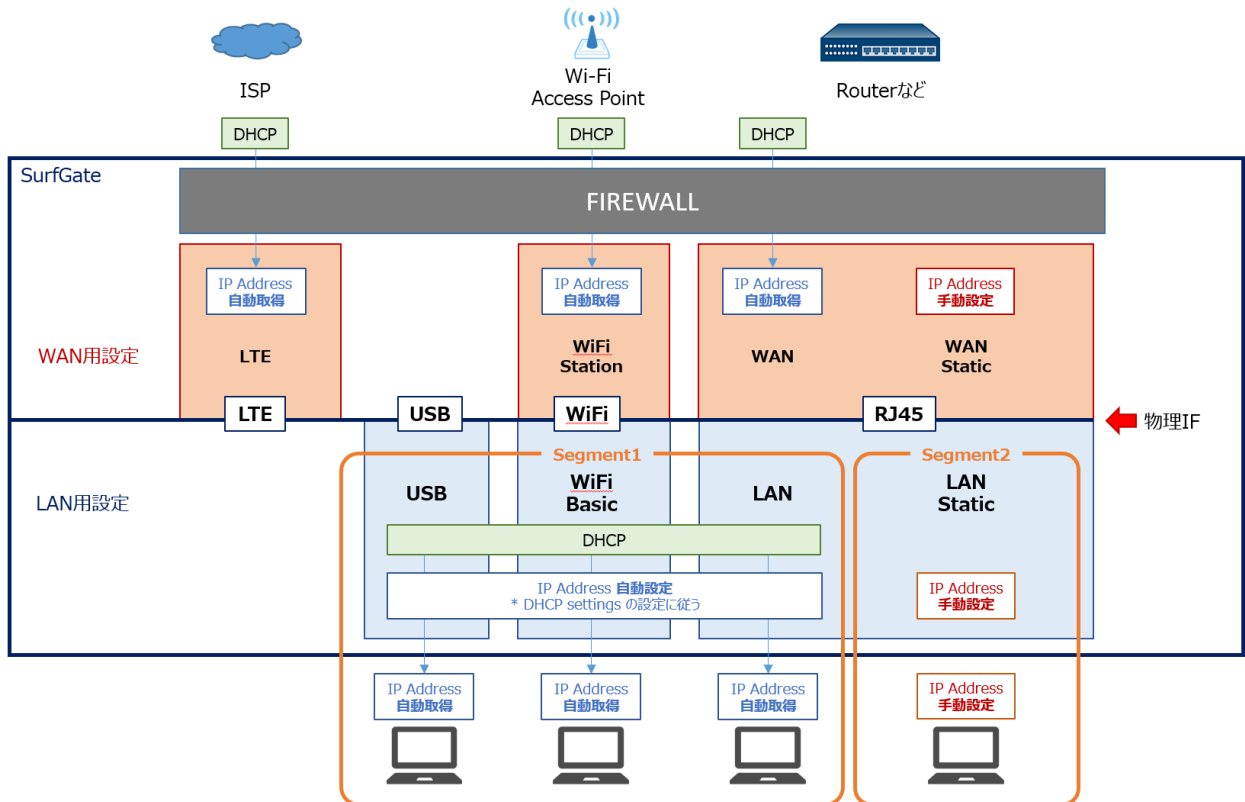 ISP
Wi-Fi
Access Point
Routerなど
DHCP
DHCP
DHCP
SurfGate
FIREWALL
IP Address
自動取得
IP Address
自動取得
IP Address
自動取得
IP Address
手動設定
WAN用設定
LTE
WiFi
Station
WAN
WAN
Static
LTE
USB
WiFi
RJ45
物理IF
Segment1
Segment2
LAN用設定
USB
WiFi
Basic
LAN
LAN
Static
DHCP
IP Address 自動設定
* DHCP settings の設定に従う
IP Address
手動設定
IP Address
自動取得
IP Address
自動取得
IP Address
自動取得
IP Address
手動設定